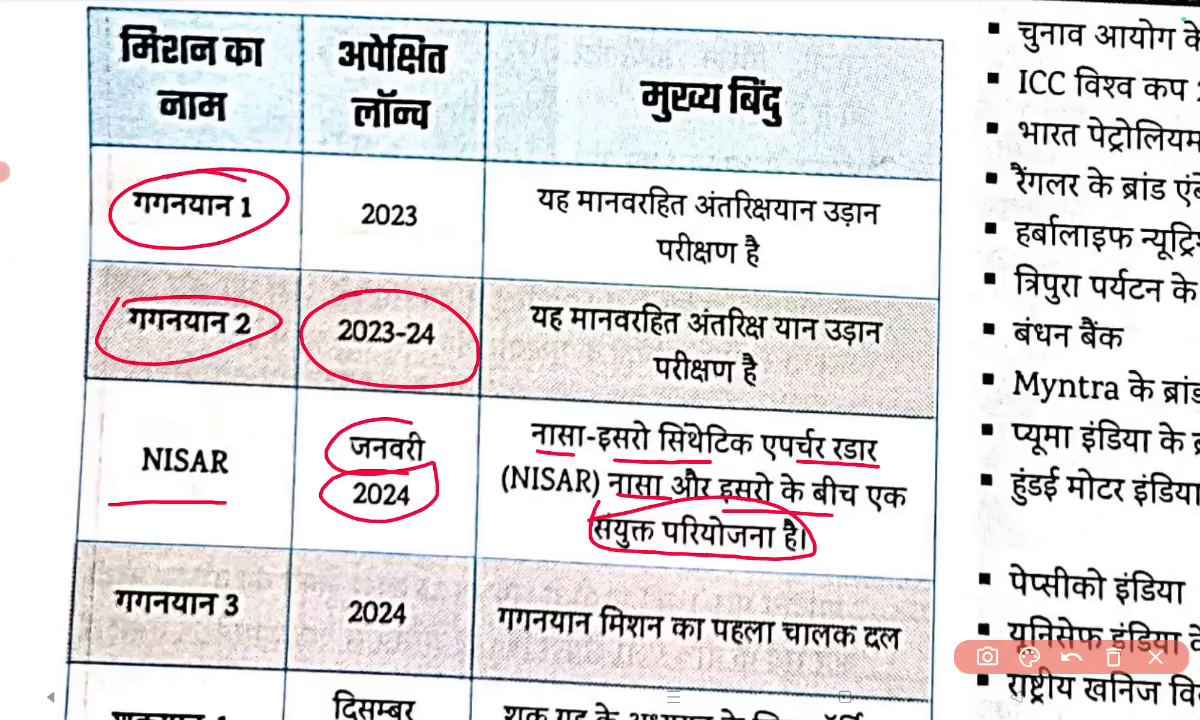 मिशन का
नाम
अपेक्षित
लॉन्च
मुख्य बिंदु
गगनयान 1
2023
यह मानवरहित अंतरिक्षयान उड़ान
परीक्षण है
गगनयान 2
2023-24
यह मानवरहित अंतरिक्ष यान उड़ान
परीक्षण है
NISAR
जनवरी
2024
नासा-इसरो सिंथेटिक एपर्चर रडार
(NISAR) नासा और इसरो के बीच एक
संयुक्त परियोजना है।
गगनयान 3
2024
गगनयान मिशन का पहला चालक दल
दिसम्बर
▪ चुनाव आयोग के
▪ ICC विश्व कप
▪ भारत पेट्रोलियम
▪ रैंगलर के ब्रांड
▪ हर्बालाइफ
▪ त्रिपुरा पर्यटन के
▪ बंधन बैंक
▪ Myntra के ब्रांड
▪ प्यूमा इंडिया के
▪ हुंडई मोटर इंडिया
▪ पेप्सीको इंडिया
▪ यूनिसेफ इंडिया के
▪ राष्ट्रीय खनिज